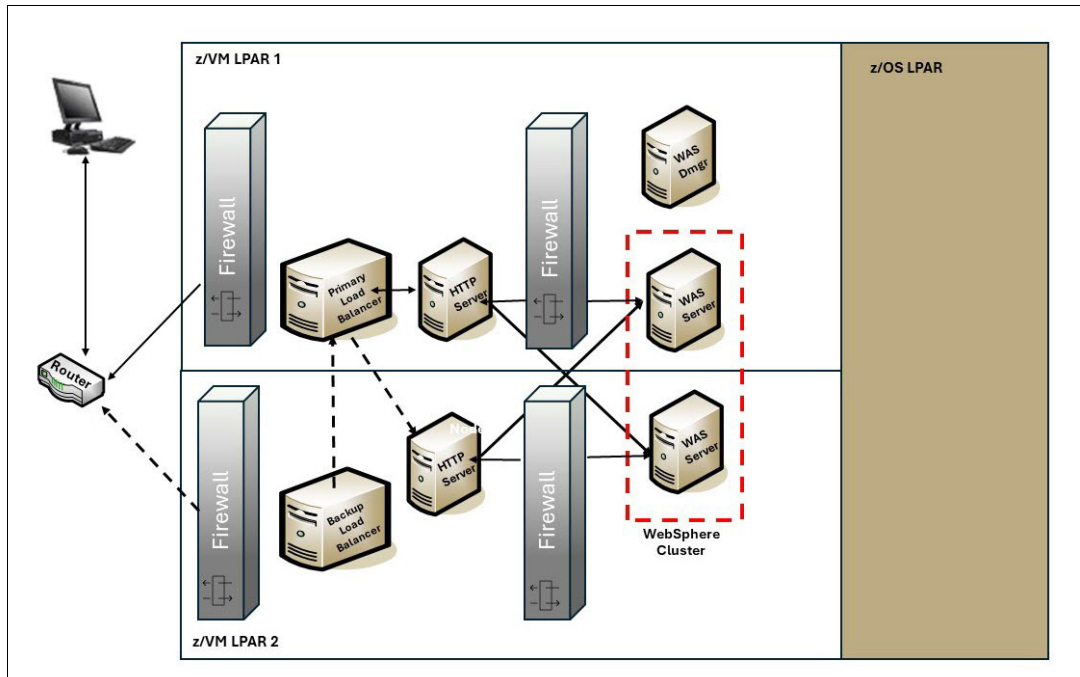 z/VM LPAR 1
z/OS LPAR
Firewall
Firewall
WAS
Dmgr
Primary
Load
Balancer
HTTP
Server
WAS
Server
Router
Firewall
Backup
Load
Balancer
Node
HTTP
Server
Firewall
WAS
Server
WebSphere
Cluster
z/VM LPAR 2